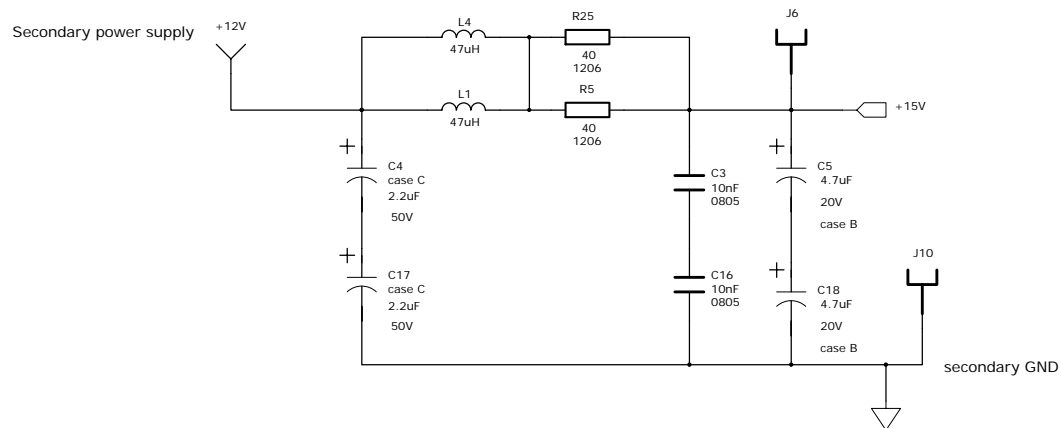 Secondary power supply
+12V
L4
47uH
R25
40
1206
J6
L1
47uH
R5
40
1206
+15V
C4
case C
2.2uF
50V
C3
10nF
0805
C5
4.7uF
20V
case B
C17
case C
2.2uF
50V
C16
10nF
0805
C18
4.7uF
20V
case B
J10
secondary GND